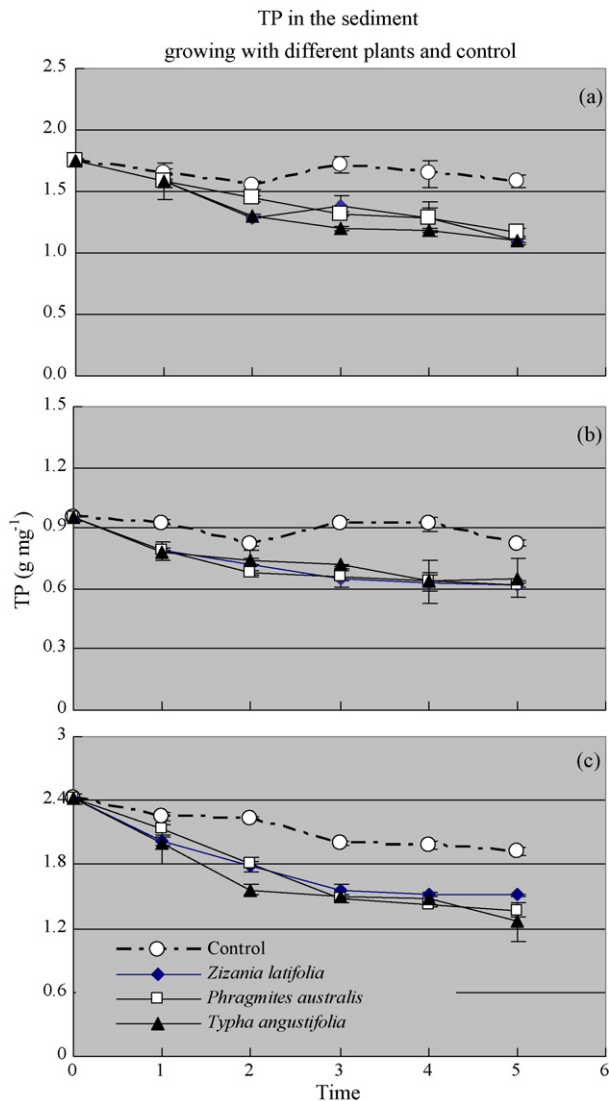 TP in the sediment
growing with different plants and control
2.5
(a)
2.0
1.5
1.0
0.5
0.0
1.5
(b)
1.2
0.9
0.6
0.3
0
TP (g mg⁻¹)
3
(c)
2.4
1.8
1.2
0.6
0
Control
Zizania latifolia
Phragmites australis
Typha angustifolia
0 1 2 3 4 5 6
Time